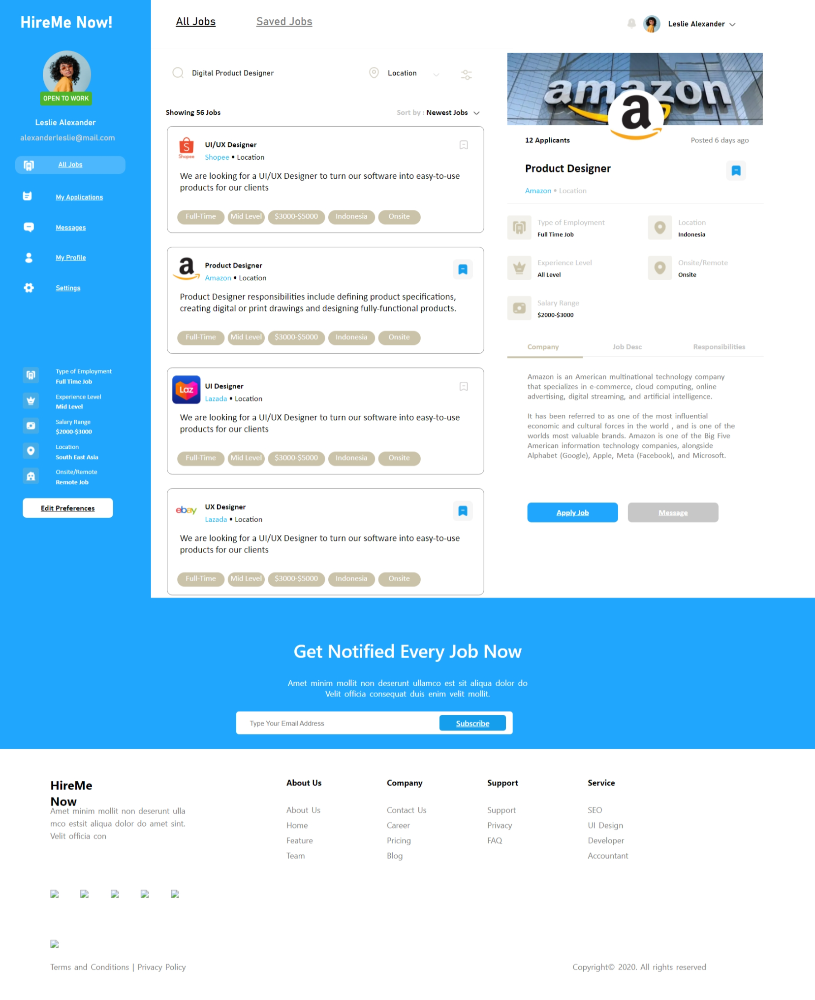 HireMe Now!
OPEN TO WORK
Leslie Alexander
alexanderleslie@mail.com
All Jobs
My Applications
Messages
My Profile
Settings
Type of Employment
Full Time Job
Experience Level
Mid Level
Salary Range
$2000-$3000
Location
South East Asia
Onsite/Remote
Remote Job
Edit Preferences
All Jobs
Saved Jobs
Leslie Alexander
Digital Product Designer
Location
Showing 56 Jobs
Sort by : Newest Jobs
S
Shopee
UI/UX Designer
Shopee • Location
We are looking for a UI/UX Designer to turn our software into easy-to-use
products for our clients
Full-Time
Mid Level
$3000-$5000
Indonesia
Onsite
a
Product Designer
Amazon • Location
Product Designer responsibilities include defining product specifications,
creating digital or print drawings and designing fully-functional products.
Full-Time
Mid Level
$3000-$5000
Indonesia
Onsite
Laz
UI Designer
Lazada • Location
We are looking for a UI/UX Designer to turn our software into easy-to-use
products for our clients
Full-Time
Mid Level
$3000-$5000
Indonesia
Onsite
ebay
UX Designer
Lazada • Location
We are looking for a UI/UX Designer to turn our software into easy-to-use
products for our clients
Full-Time
Mid Level
$3000-$5000
Indonesia
Onsite
amazon
a
12 Applicants
Posted 6 days ago
Product Designer
Amazon • Location
Type of Employment
Full Time Job
Location
Indonesia
Experience Level
All Level
Onsite/Remote
Onsite
Salary Range
$2000-$3000
Company
Job Desc
Responsibilities
Amazon is an American multinational technology company
that specializes in e-commerce, cloud computing, online
advertising, digital streaming, and artificial intelligence.
It has been referred to as one of the most influential
economic and cultural forces in the world , and is one of the
worlds most valuable brands. Amazon is one of the Big Five
American information technology companies, alongside
Alphabet (Google), Apple, Meta (Facebook), and Microsoft.
Apply Job
Message
Get Notified Every Job Now
Amet minim mollit non deserunt ullamco est sit aliqua dolor do
Velit officia consequat duis enim velit mollit.
Type Your Email Address
Subscribe
HireMe
Now
Amet minim mollit non deserunt ulla
mco estsit aliqua dolor do amet sint.
Velit officia con
About Us
About Us
Home
Feature
Team
Company
Contact Us
Career
Pricing
Blog
Support
Support
Privacy
FAQ
Service
SEO
UI Design
Developer
Accountant
Terms and Conditions | Privacy Policy
Copyright© 2020. All rights reserved